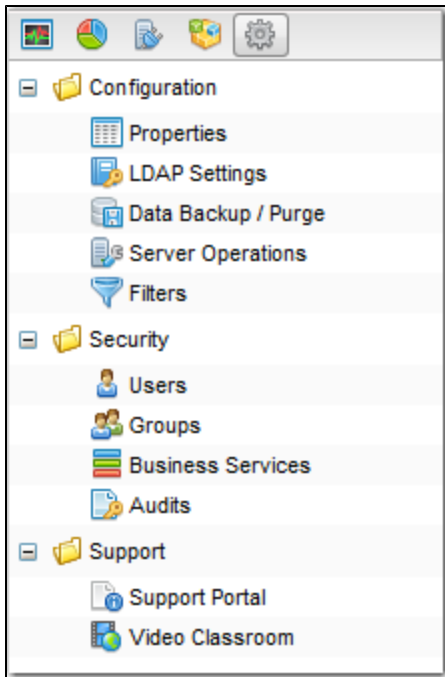 Configuration
Properties
LDAP Settings
Data Backup / Purge
Server Operations
Filters
Security
Users
Groups
Business Services
Audits
Support
Support Portal
Video Classroom